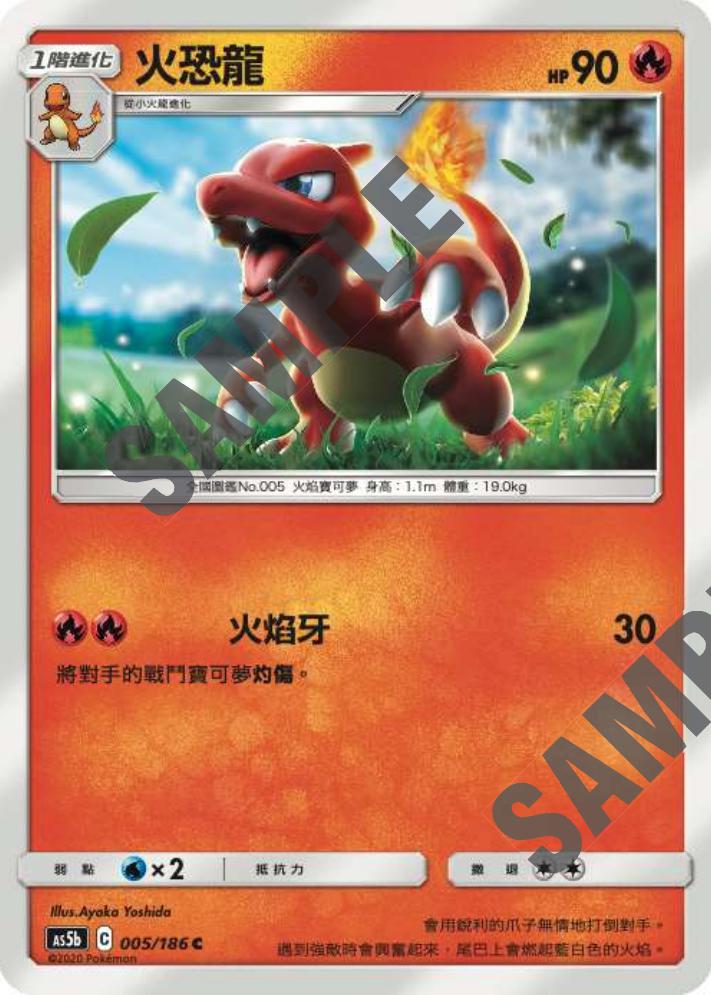 1階進化
火恐龍
HP 90
從小火龍進化
全國圖鑑No.005 火焰寶可夢 身高：1.1m 體重：19.0kg
火焰牙 30
將對手的戰鬥寶可夢灼傷。
弱點 ×2 抵抗力 撤退
Illus.Ayaka Yoshida
AS5b C 005/186 C
©2020 Pokémon
會用銳利的爪子無情地打倒對手。
遇到強敵時會興奮起來，尾巴上會燃起藍白色的火焰。
SAMPLE
SAMPLE